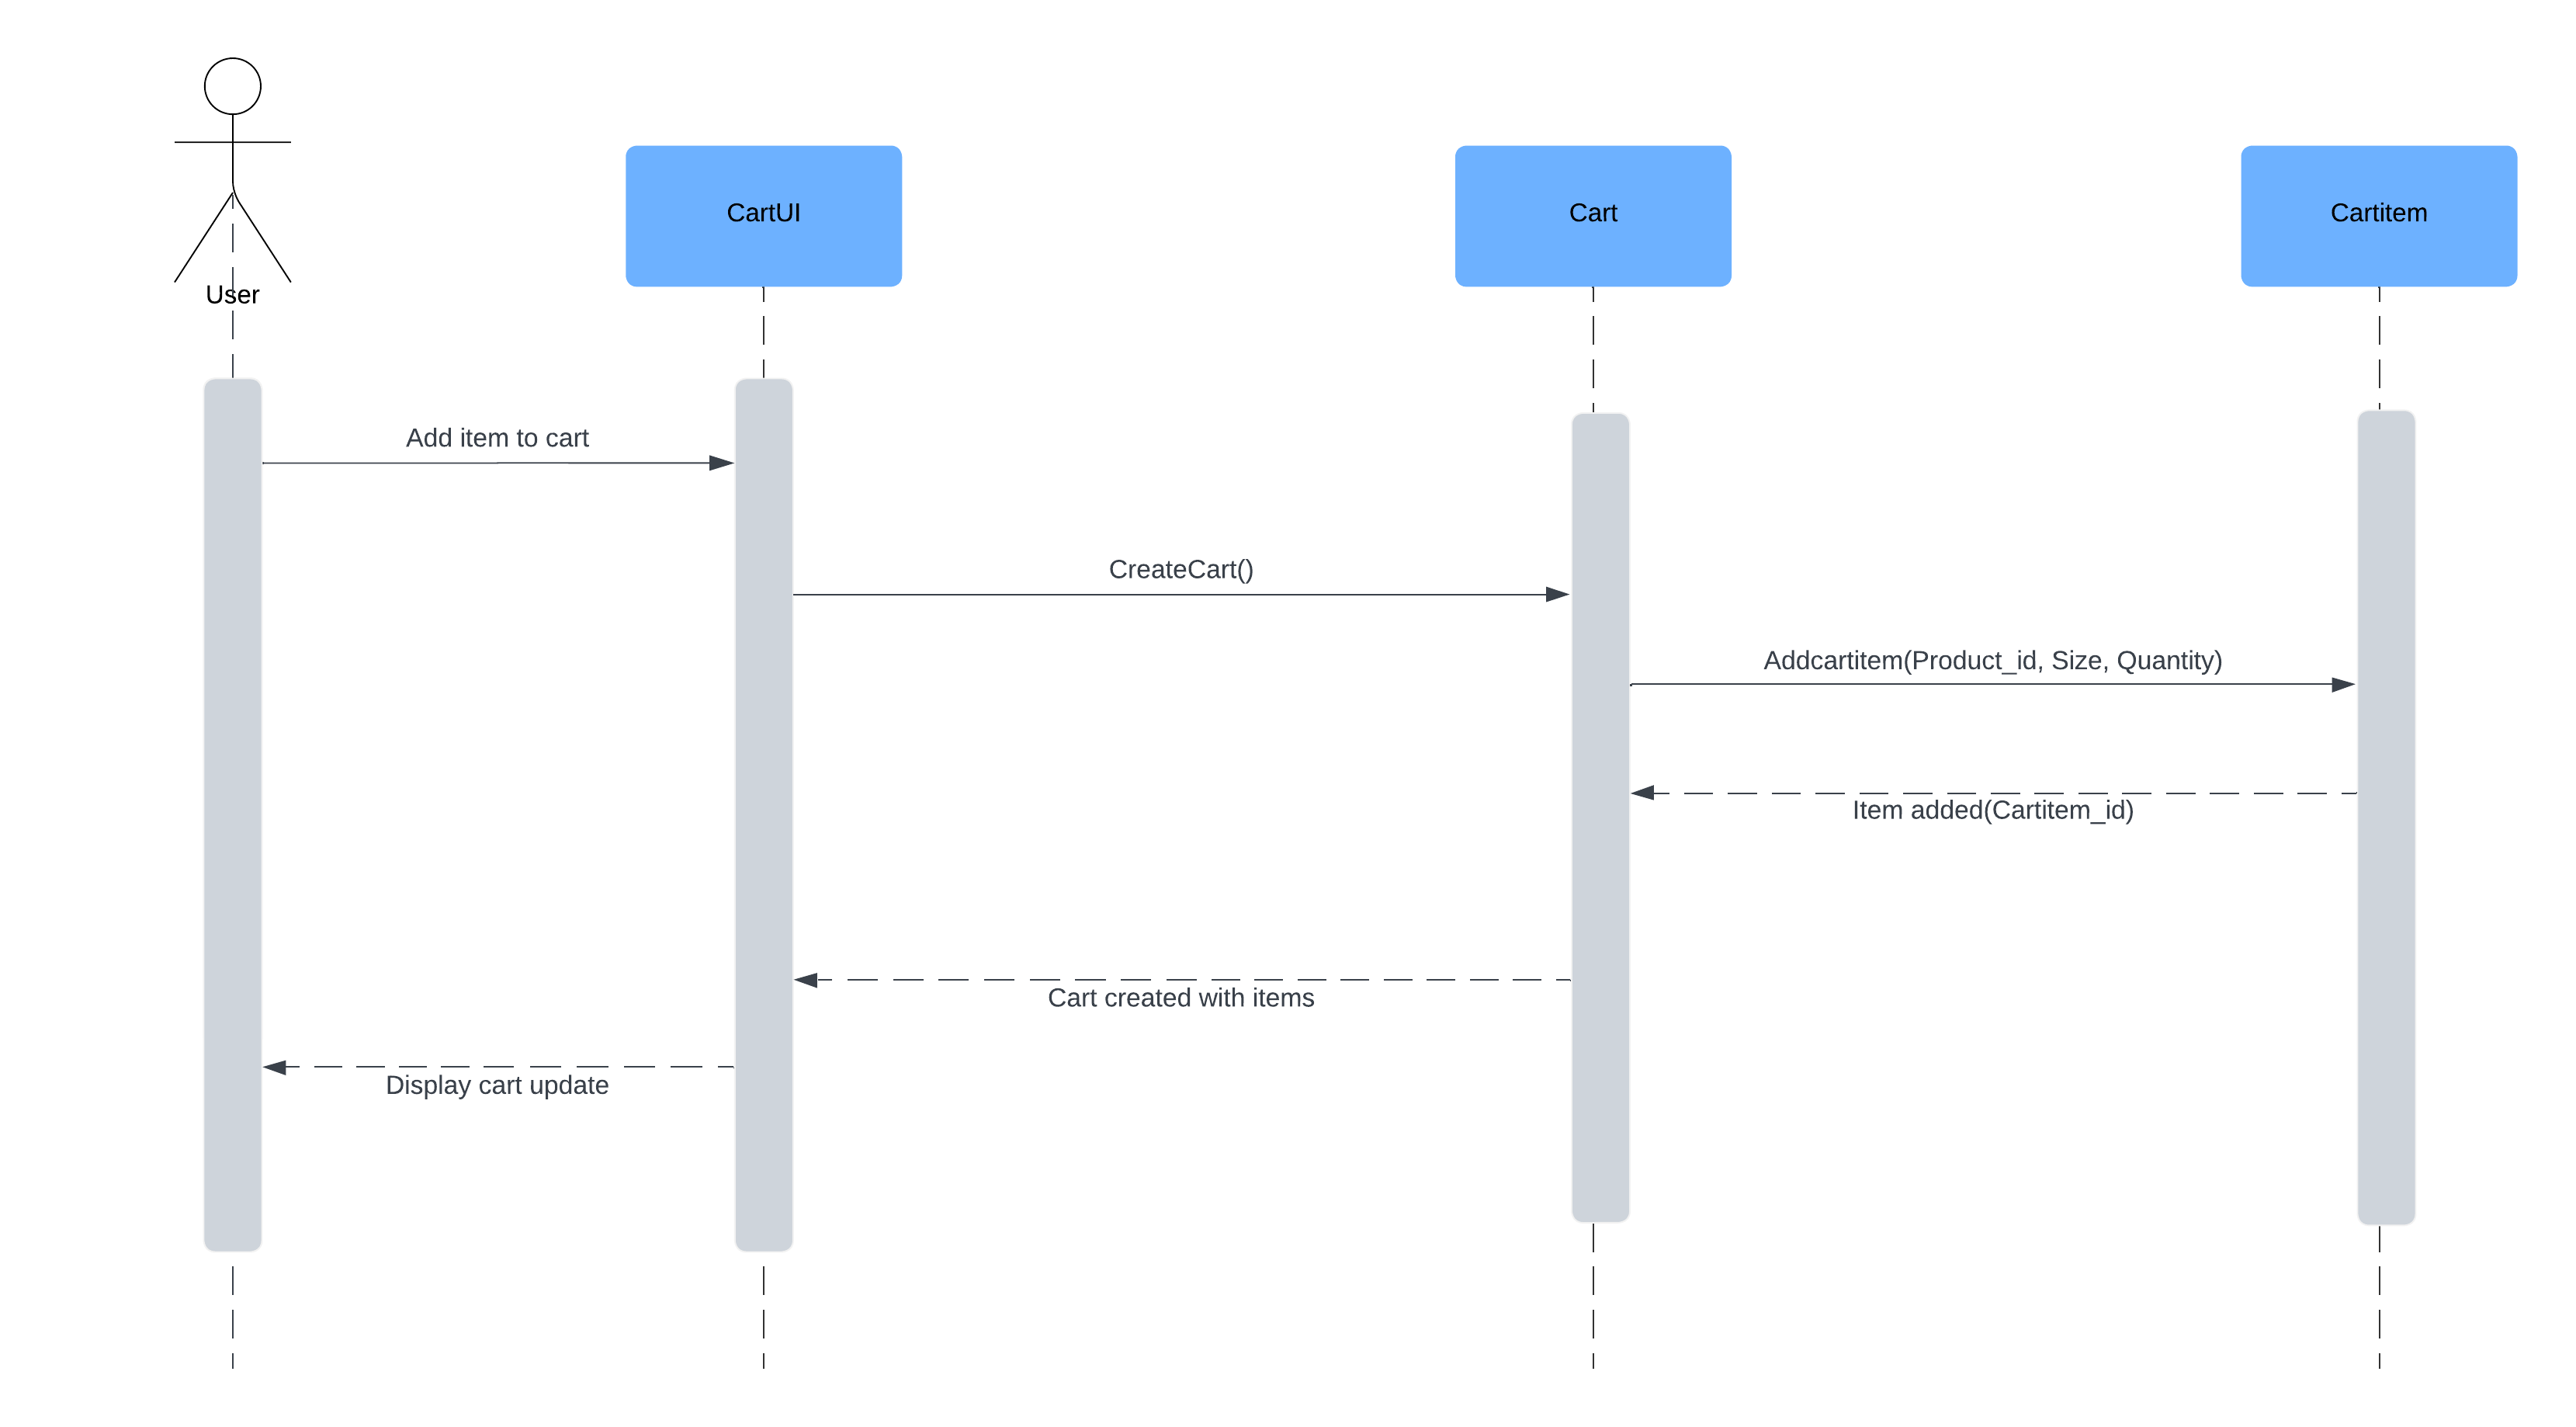 User
CartUI
Cart
Cartitem
Add item to cart
CreateCart()
Addcartitem(Product_id, Size, Quantity)
Item added(Cartitem_id)
Cart created with items
Display cart update